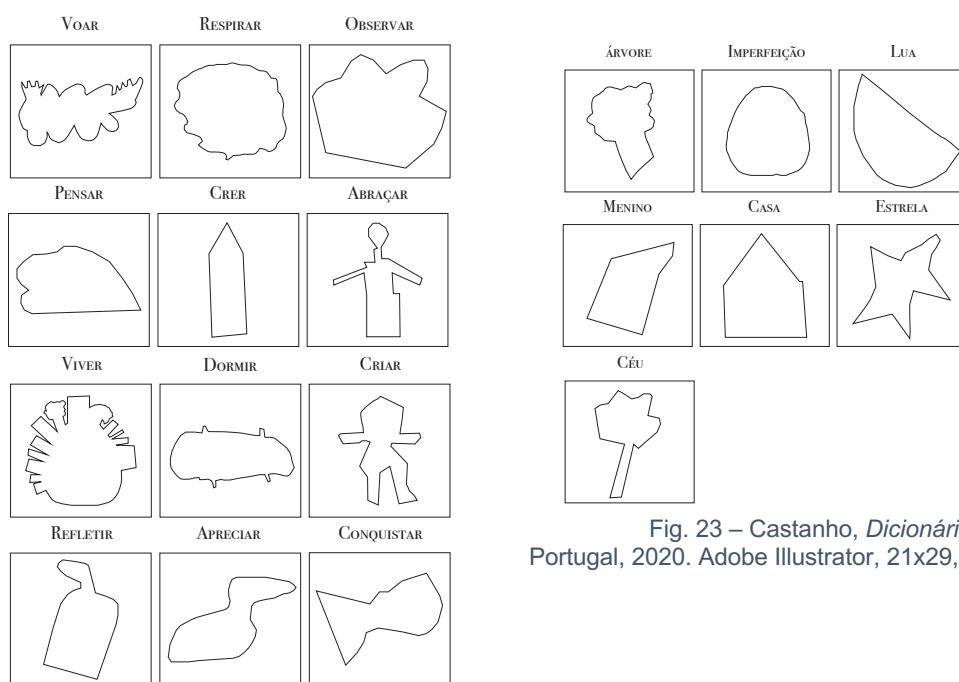 VOAR RESPIRAR OBSERVAR
PENSAR CRER ABRAÇAR
VIVER DORMIR CRIAR
REFLETIR APRECIAR CONQUISTAR
ÁRVORE IMPERFEIÇÃO LUA
MENINO CASA ESTRELA
CÉU
Fig. 23 – Castanho, Dicionári
Portugal, 2020. Adobe Illustrator, 21x29,